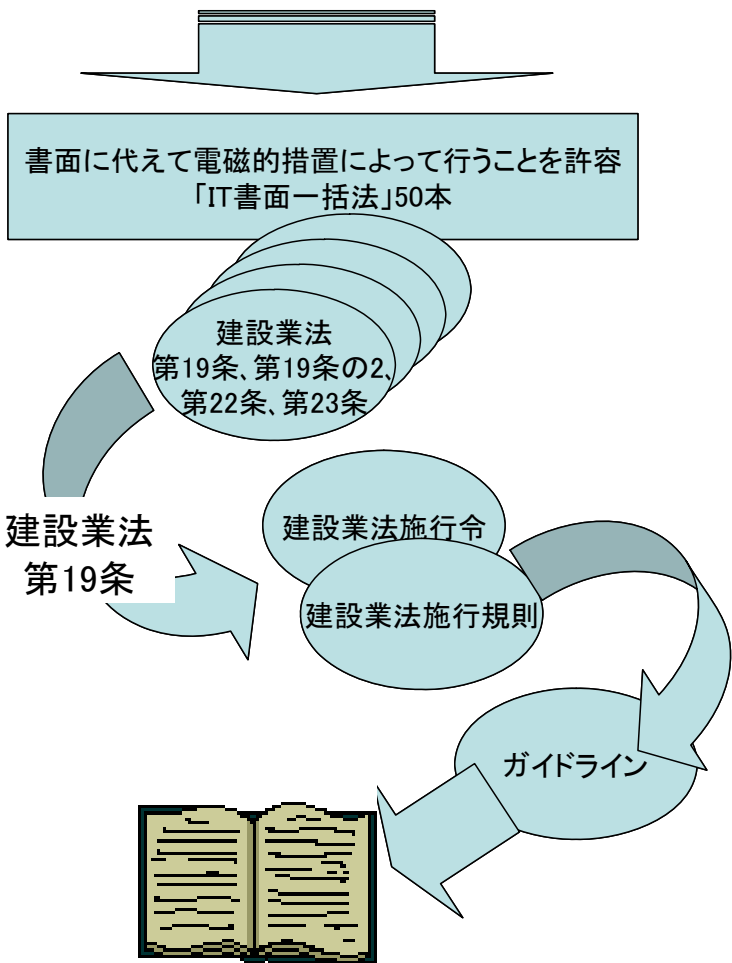 書面に代えて電磁的措置によって行うことを許容
「IT書面一括法」50本
建設業法
第19条、第19条の2、
第22条、第23条
建設業法
第19条
建設業法施行令
建設業法施行規則
ガイドライン